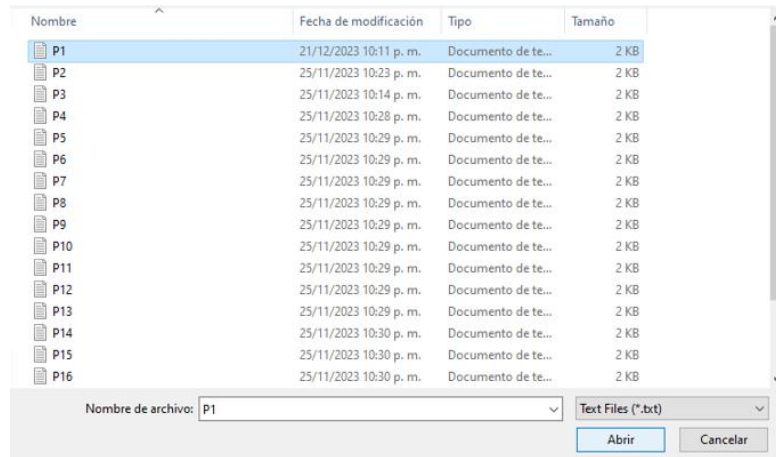 Nombre Fecha de modificación Tipo Tamaño
P1 21/12/2023 10:11 p. m. Documento de te... 2 KB
P2 25/11/2023 10:23 p. m. Documento de te... 2 KB
P3 25/11/2023 10:14 p. m. Documento de te... 2 KB
P4 25/11/2023 10:28 p. m. Documento de te... 2 KB
P5 25/11/2023 10:29 p. m. Documento de te... 2 KB
P6 25/11/2023 10:29 p. m. Documento de te... 2 KB
P7 25/11/2023 10:29 p. m. Documento de te... 2 KB
P8 25/11/2023 10:29 p. m. Documento de te... 2 KB
P9 25/11/2023 10:29 p. m. Documento de te... 2 KB
P10 25/11/2023 10:29 p. m. Documento de te... 2 KB
P11 25/11/2023 10:29 p. m. Documento de te... 2 KB
P12 25/11/2023 10:29 p. m. Documento de te... 2 KB
P13 25/11/2023 10:29 p. m. Documento de te... 2 KB
P14 25/11/2023 10:30 p. m. Documento de te... 2 KB
P15 25/11/2023 10:30 p. m. Documento de te... 2 KB
P16 25/11/2023 10:30 p. m. Documento de te... 2 KB
Nombre de archivo: P1 Text Files (*.txt)
Abrir Cancelar